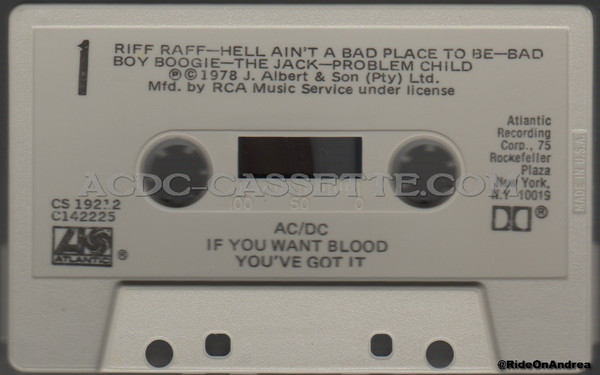 1
RIFF RAFF—HELL AIN'T A BAD PLACE TO BE—BAD
BOY BOOGIE—THE JACK—PROBLEM CHILD
℗©1978 J. Albert & Son (Pty) Ltd.
Mfd. by RCA Music Service under license
Atlantic
Recording
Corp., 75
Rockefeller
Plaza
New York,
N.Y. 10019
MADE IN U.S.A.
ACDC-CASSETTE.COM
CS 19212
C142225
100 50 0
ATLANTIC
®
AC/DC
IF YOU WANT BLOOD
YOU'VE GOT IT
®
@RideOnAndrea